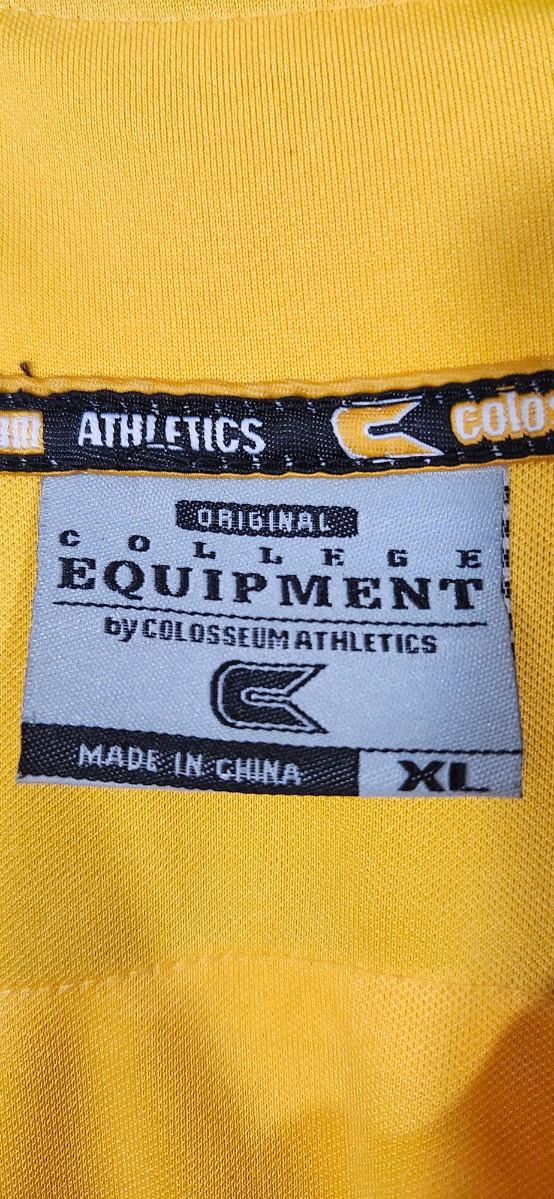 ATHLETICS
ORIGINAL
COLLEGE
EQUIPMENT
by COLOSSEUM ATHLETICS
MADE IN CHINA
XL